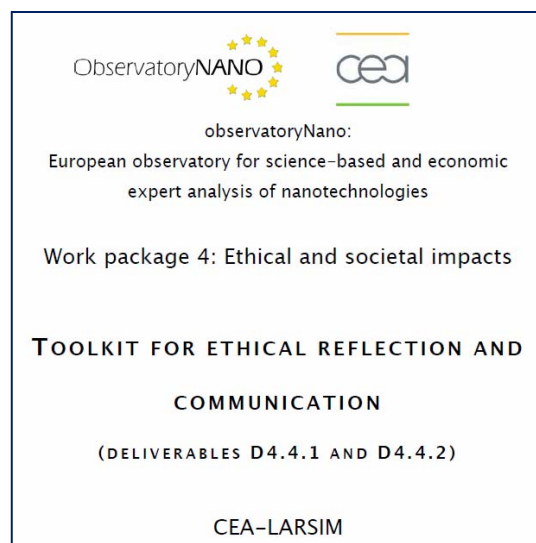 ObservatoryNANO cea
observatoryNano:
European observatory for science-based and economic
expert analysis of nanotechnologies
Work package 4: Ethical and societal impacts
TOOLKIT FOR ETHICAL REFLECTION AND
COMMUNICATION
(DELIVERABLES D4.4.1 AND D4.4.2)
CEA-LARSIM